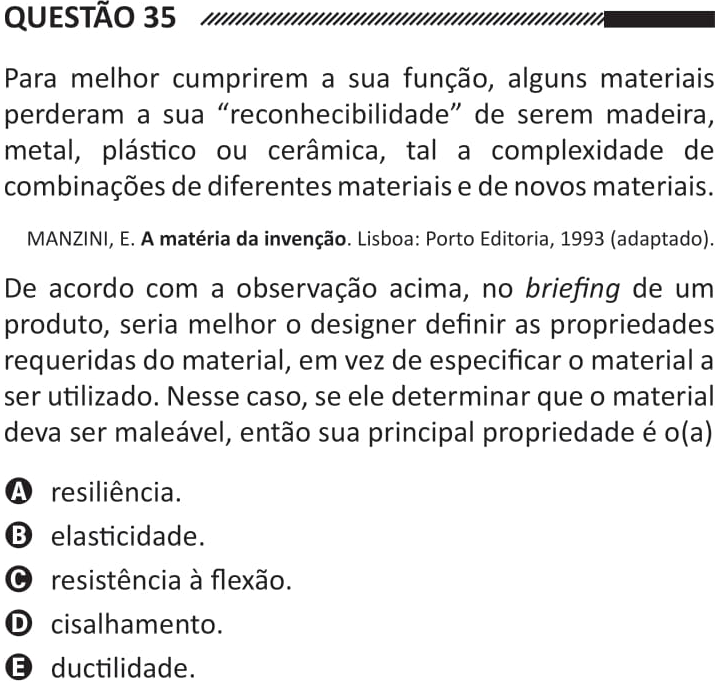 QUESTÃO 35
Para melhor cumprirem a sua função, alguns materiais
perderam a sua “reconhecibilidade” de serem madeira,
metal, plástico ou cerâmica, tal a complexidade de
combinações de diferentes materiais e de novos materiais.
MANZINI, E. A matéria da invenção. Lisboa: Porto Editoria, 1993 (adaptado).
De acordo com a observação acima, no briefing de um
produto, seria melhor o designer definir as propriedades
requeridas do material, em vez de especificar o material a
ser utilizado. Nesse caso, se ele determinar que o material
deva ser maleável, então sua principal propriedade é o(a)
A resiliência.
B elasticidade.
C resistência à flexão.
D cisalhamento.
E ductilidade.